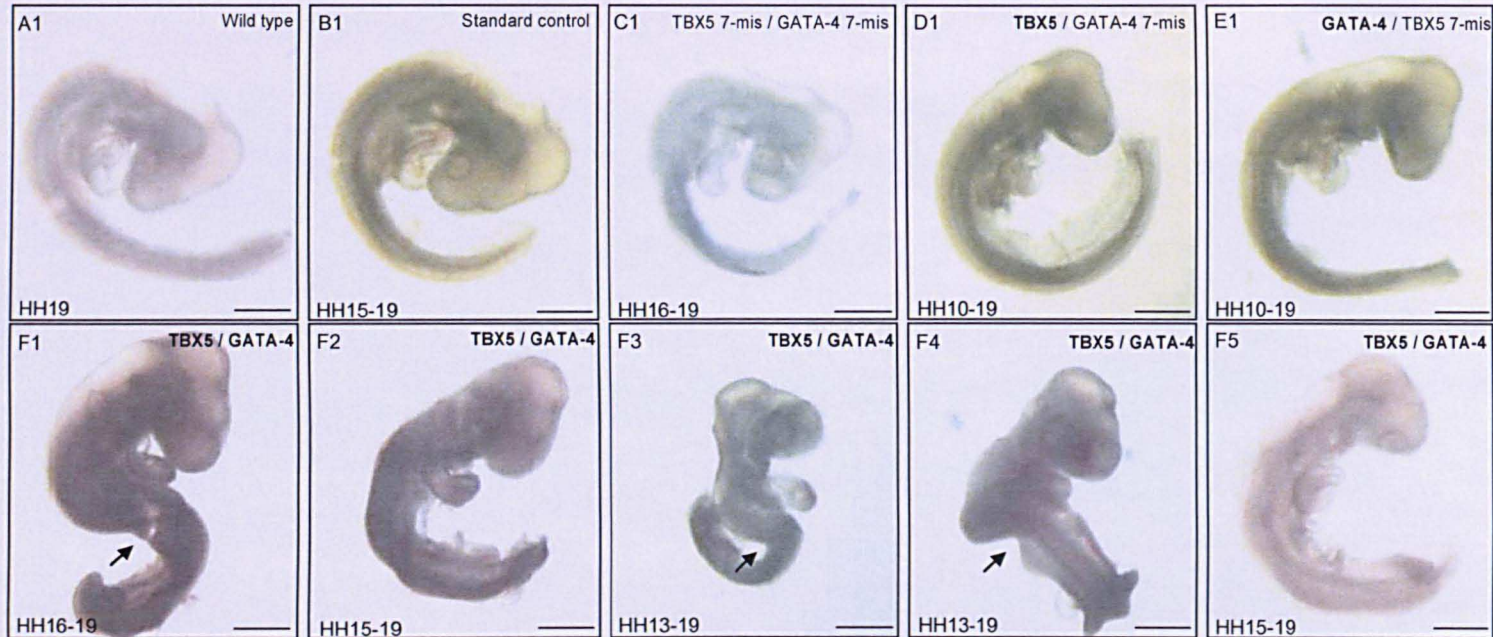 A1 Wild type
HH19
B1 Standard control
HH15-19
C1 TBX5 7-mis / GATA-4 7-mis
HH16-19
D1 TBX5 / GATA-4 7-mis
HH10-19
E1 GATA-4 / TBX5 7-mis
HH10-19
F1 TBX5 / GATA-4
HH16-19
F2 TBX5 / GATA-4
HH15-19
F3 TBX5 / GATA-4
HH13-19
F4 TBX5 / GATA-4
HH13-19
F5 TBX5 / GATA-4
HH15-19